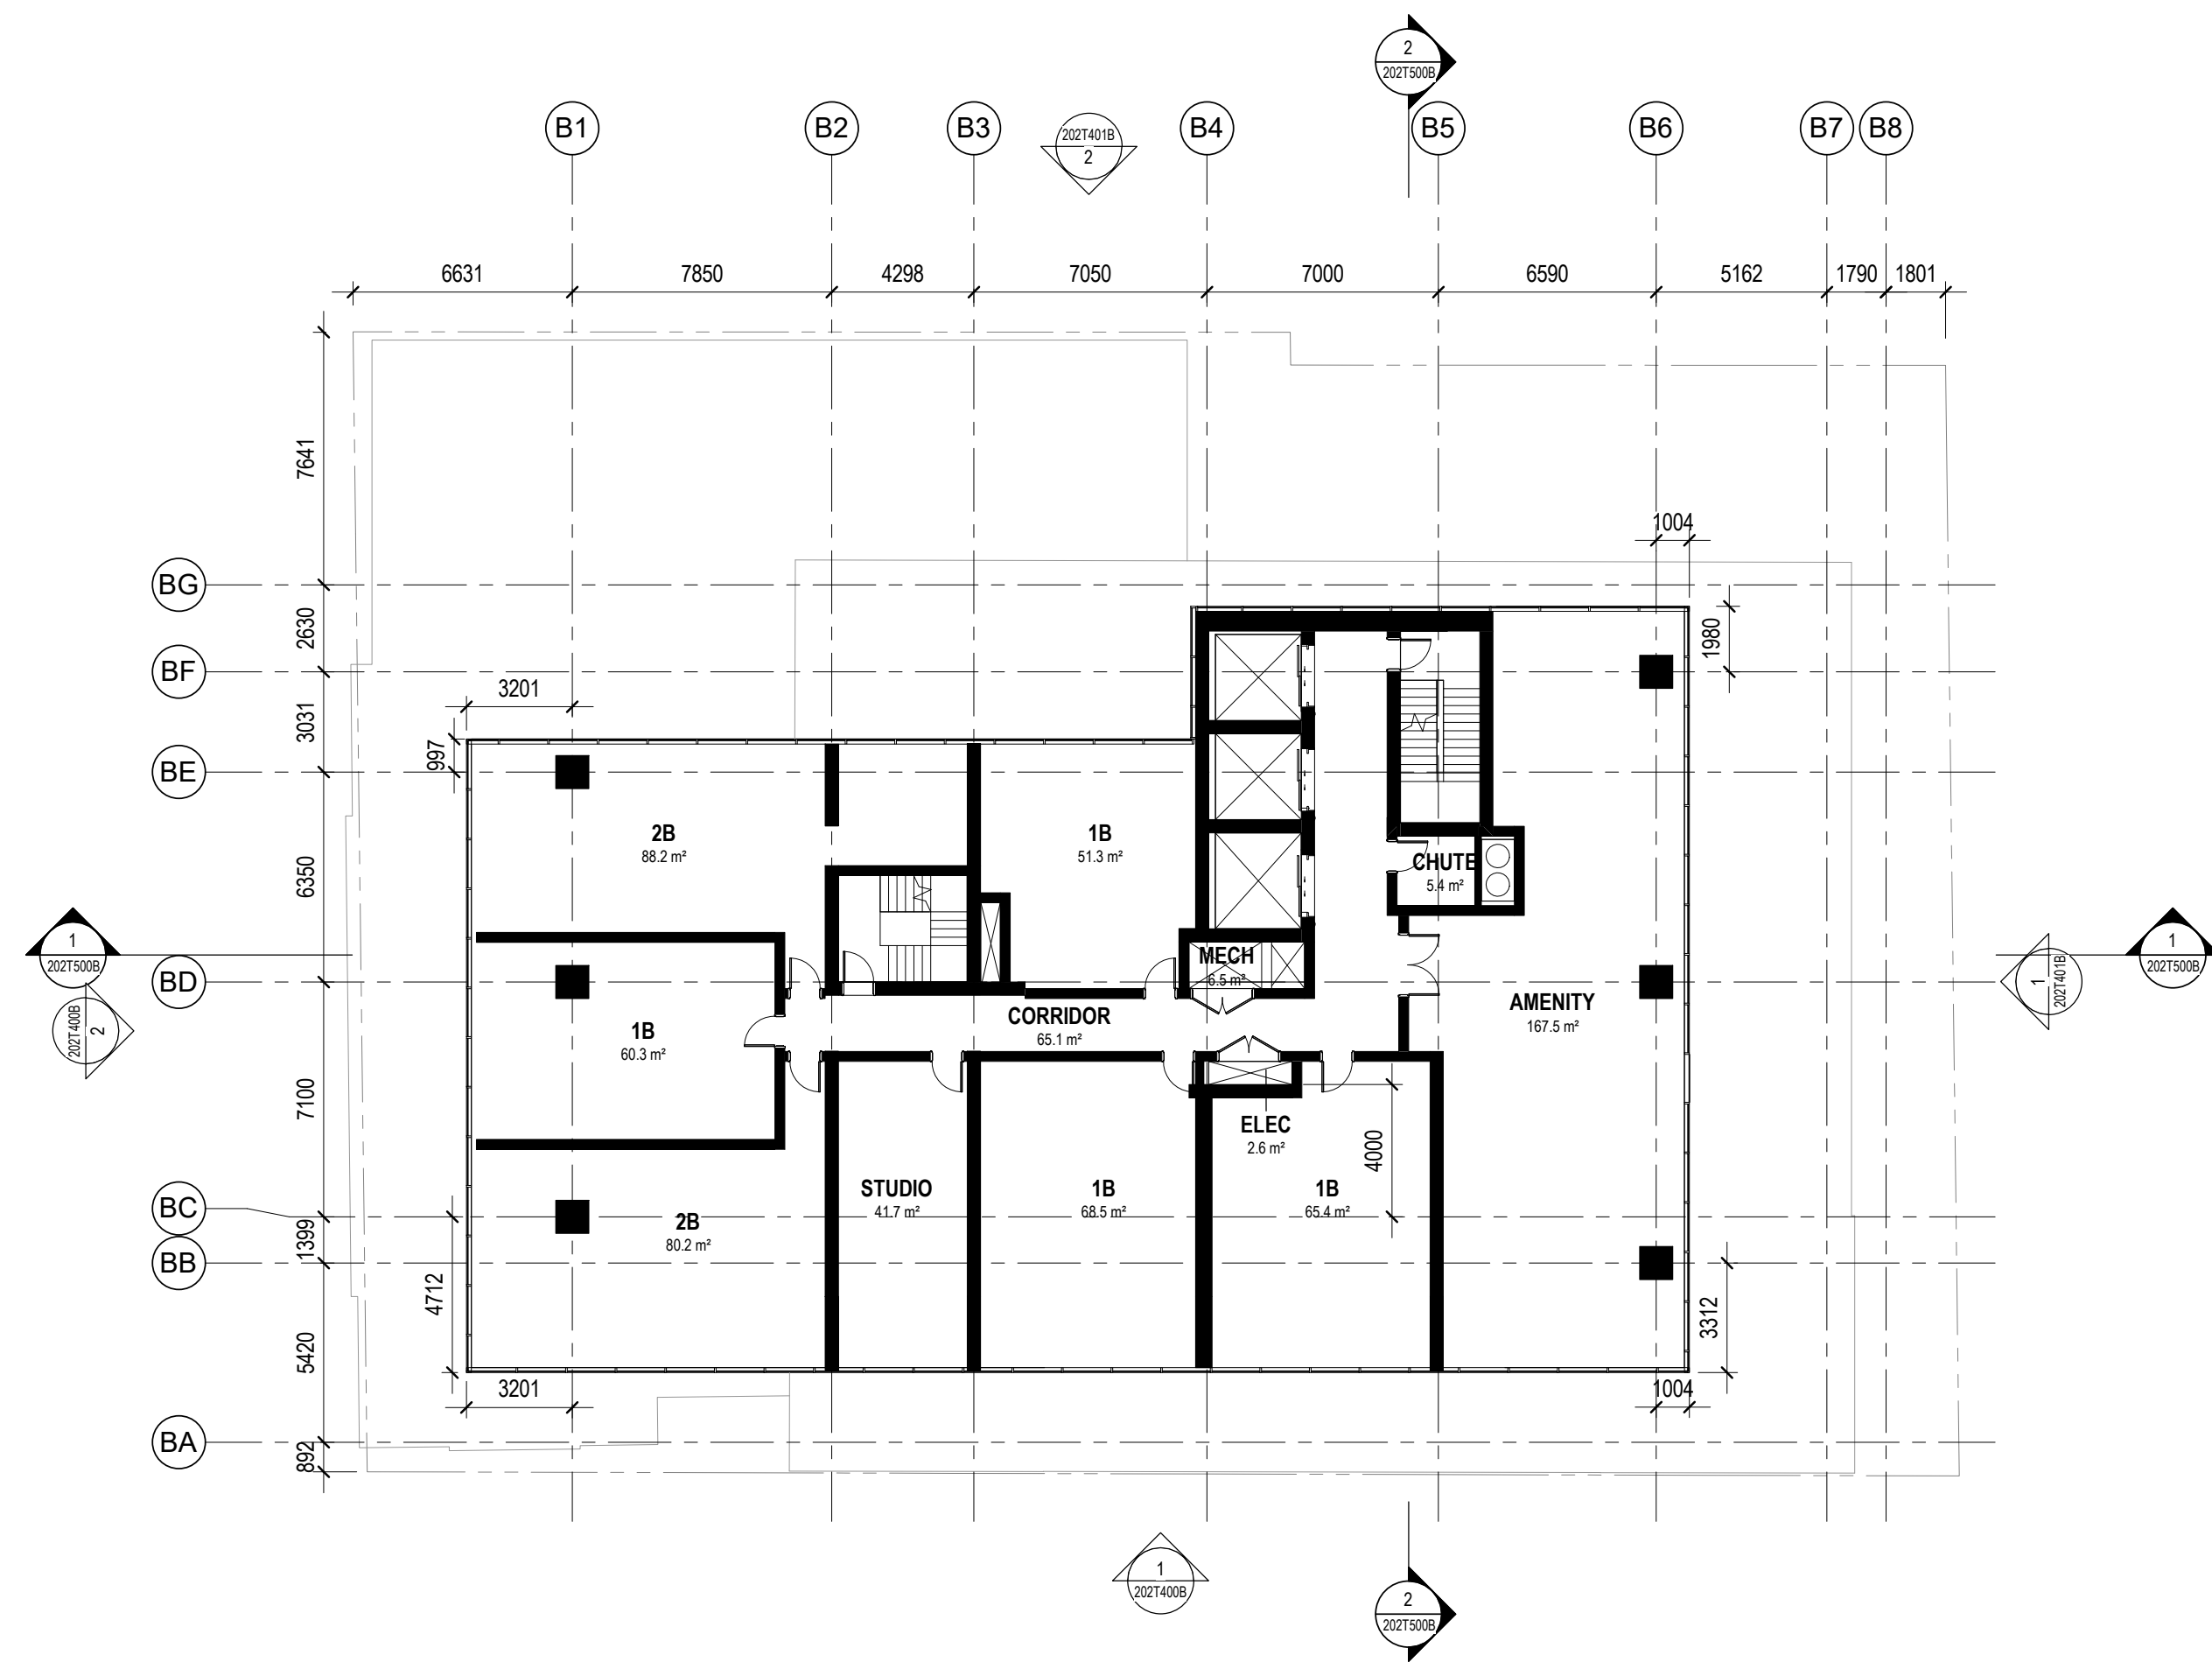 2
202T500B
B1 B2 B3 B4 B5 B6 B7 B8
202T401B
2
6631 7850 4298 7050 7000 6590 5162 1790 1801
7641
1004
BG
2630
1980
BF
3201
3031
997
BE
2B
88.2 m²
1B
51.3 m²
CHUTE
5.4 m²
6350
1
202T500B
MECH
6.5 m²
1
202T500B
BD
1
202T401B
202T400B
2
AMENITY
167.5 m²
CORRIDOR
65.1 m²
1B
60.3 m²
7100
ELEC
2.6 m²
4000
STUDIO
41.7 m²
1B
68.5 m²
1B
65.4 m²
BC
2B
80.2 m²
1399
BB
4712
3312
5420
3201
1004
BA
892
1
202T400B
2
202T500B